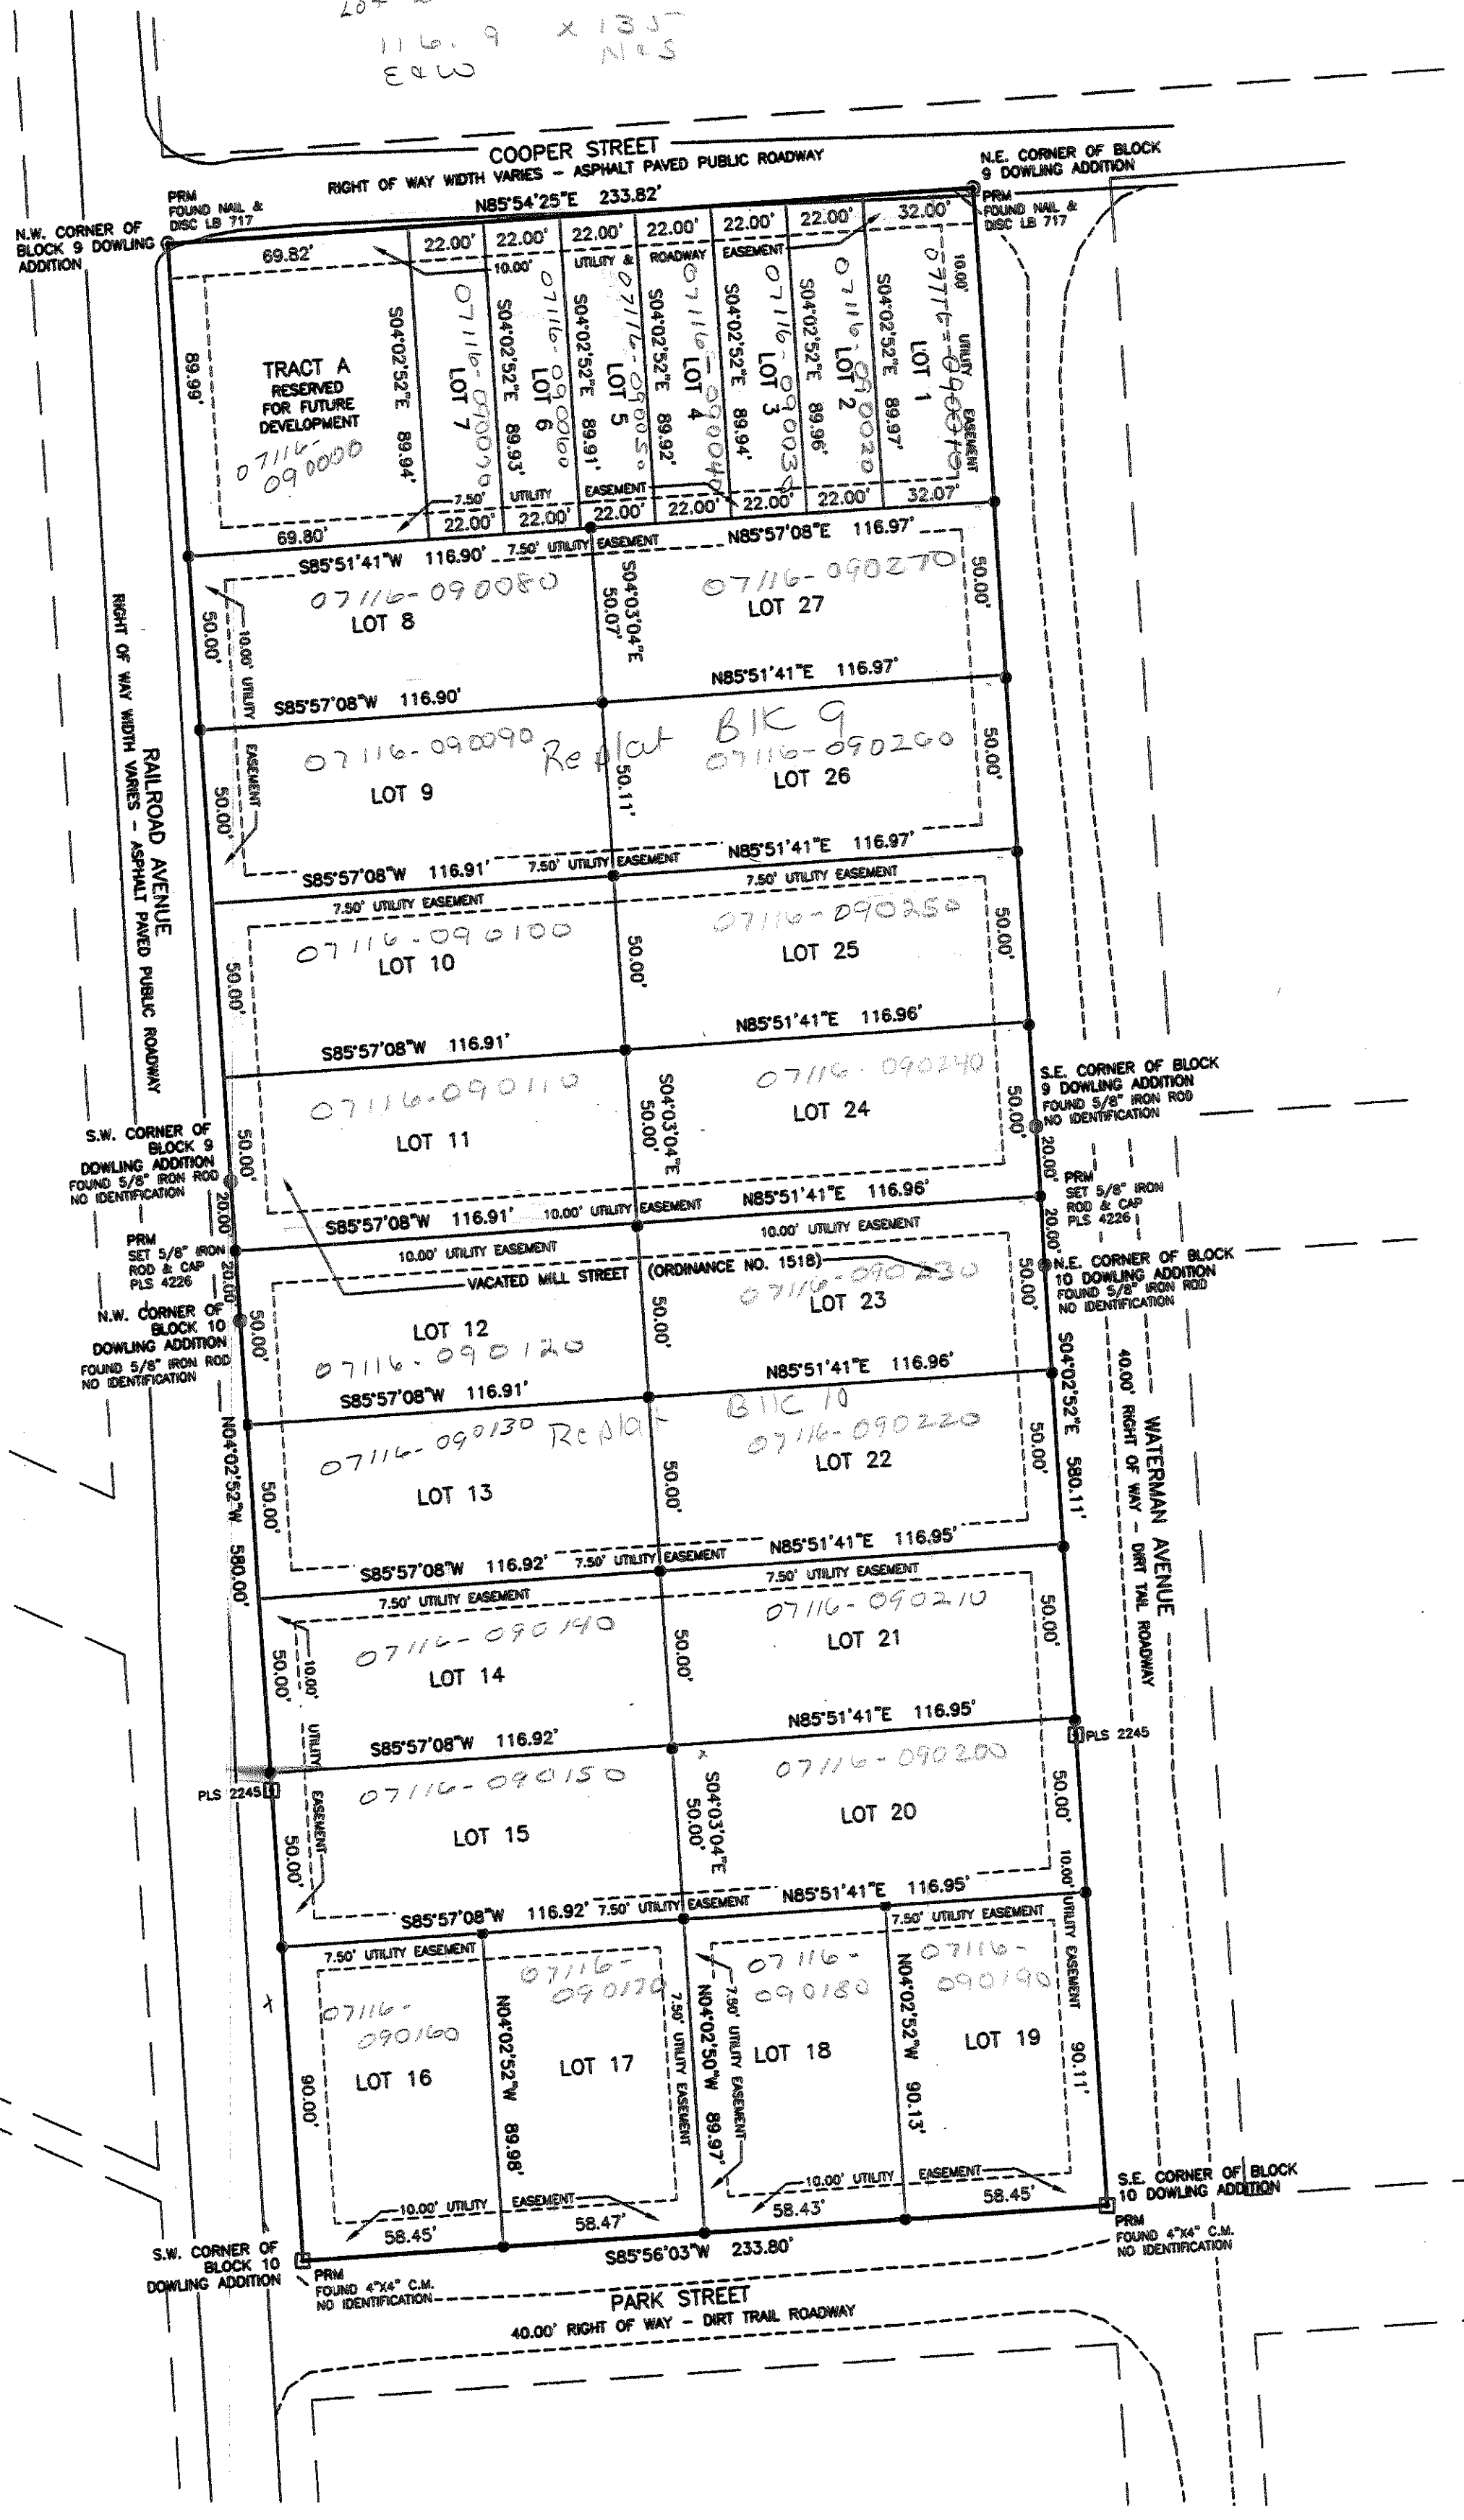 116.9 x 135
E&W N&S
COOPER STREET
RIGHT OF WAY WIDTH VARIES - ASPHALT PAVED PUBLIC ROADWAY
N85°54'25"E 233.82'
N.E. CORNER OF BLOCK
9 DOWLING ADDITION
PRM
FOUND NAIL &
DISC LB 717
N.W. CORNER OF
BLOCK 9 DOWLING
ADDITION
PRM
FOUND NAIL &
DISC LB 717
69.82' 22.00' 22.00' 22.00' 22.00' 22.00' 22.00' 32.00'
10.00' UTILITY & ROADWAY EASEMENT
89.99'
TRACT A
RESERVED
FOR FUTURE
DEVELOPMENT
07116-
090000
S04°02'52"E 89.94'
07116-090070
LOT 7
S04°02'52"E 89.93'
07116-090060
LOT 6
S04°02'52"E 89.91'
07116-090050
LOT 5
S04°02'52"E 89.92'
07116-090040
LOT 4
S04°02'52"E 89.94'
07116-090030
LOT 3
S04°02'52"E 89.96'
07116-090020
LOT 2
S04°02'52"E 89.97'
LOT 1
07116-090010
10.00' UTILITY EASEMENT
7.50' UTILITY EASEMENT
69.80' 22.00' 22.00' 22.00' 22.00' 22.00' 22.00' 32.07'
S85°51'41"W 116.90' 7.50' UTILITY EASEMENT N85°57'08"E 116.97'
07116-090080
LOT 8
50.00'
10.00' UTILITY EASEMENT
S04°03'04"E
50.07'
07116-090270
LOT 27
50.00'
S85°57'08"W 116.90'
N85°51'41"E 116.97'
RAILROAD AVENUE
RIGHT OF WAY WIDTH VARIES - ASPHALT PAVED PUBLIC ROADWAY
07116-090090
LOT 9
50.00'
Replat Blk 9
50.11'
07116-090260
LOT 26
50.00'
S85°57'08"W 116.91' 7.50' UTILITY EASEMENT N85°51'41"E 116.97'
7.50' UTILITY EASEMENT
7.50' UTILITY EASEMENT
07116-090100
LOT 10
50.00'
50.00'
07116-090250
LOT 25
50.00'
S85°57'08"W 116.91'
N85°51'41"E 116.96'
07116-090110
LOT 11
50.00'
S04°03'04"E
50.00'
07116-090240
LOT 24
50.00'
S.E. CORNER OF BLOCK
9 DOWLING ADDITION
FOUND 5/8" IRON ROD
NO IDENTIFICATION
S.W. CORNER OF
BLOCK 9
DOWLING ADDITION
FOUND 5/8" IRON ROD
NO IDENTIFICATION
20.00'
20.00'
PRM
SET 5/8" IRON
ROD & CAP
PLS 4226
PRM
SET 5/8" IRON
ROD & CAP
PLS 4226
20.00'
20.00'
S85°57'08"W 116.91' 10.00' UTILITY EASEMENT N85°51'41"E 116.96'
10.00' UTILITY EASEMENT
10.00' UTILITY EASEMENT
VACATED MILL STREET (ORDINANCE NO. 1518)
N.W. CORNER OF
BLOCK 10
DOWLING ADDITION
FOUND 5/8" IRON ROD
NO IDENTIFICATION
N.E. CORNER OF BLOCK
10 DOWLING ADDITION
FOUND 5/8" IRON ROD
NO IDENTIFICATION
50.00'
LOT 12
07116-090120
50.00'
07116-090230
LOT 23
50.00'
S85°57'08"W 116.91'
N85°51'41"E 116.96'
N04°02'52"W 580.00'
S04°02'52"E 580.11'
WATERMAN AVENUE
40.00' RIGHT OF WAY - DIRT TAIL ROADWAY
07116-090130
LOT 13
50.00'
Replat Blk 10
50.00'
07116-090220
LOT 22
50.00'
S85°57'08"W 116.92' 7.50' UTILITY EASEMENT N85°51'41"E 116.95'
7.50' UTILITY EASEMENT
7.50' UTILITY EASEMENT
07116-090140
LOT 14
50.00'
10.00' UTILITY EASEMENT
50.00'
07116-090210
LOT 21
50.00'
S85°57'08"W 116.92'
N85°51'41"E 116.95'
PLS 2245
PLS 2245
07116-090150
LOT 15
50.00'
S04°03'04"E
50.00'
07116-090200
LOT 20
50.00'
S85°57'08"W 116.92' 7.50' UTILITY EASEMENT N85°51'41"E 116.95'
7.50' UTILITY EASEMENT
7.50' UTILITY EASEMENT
10.00' UTILITY EASEMENT
90.00'
07116-
090160
LOT 16
N04°02'52"W 89.98'
07116-
090170
LOT 17
7.50' UTILITY EASEMENT
N04°02'50"W 89.97'
7.50' UTILITY EASEMENT
07116-
090180
LOT 18
N04°02'52"W 90.13'
07116-
090190
LOT 19
90.11'
10.00' UTILITY EASEMENT
10.00' UTILITY EASEMENT
58.45' 58.47' 58.43' 58.45'
S85°56'03"W 233.80'
S.E. CORNER OF BLOCK
10 DOWLING ADDITION
PRM
FOUND 4"X4" C.M.
NO IDENTIFICATION
S.W. CORNER OF
BLOCK 10
DOWLING ADDITION
PRM
FOUND 4"X4" C.M.
NO IDENTIFICATION
PARK STREET
40.00' RIGHT OF WAY - DIRT TRAIL ROADWAY